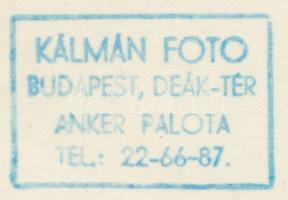 KÁLMÁN FOTO
BUDAPEST, DEÁK-TÉR
ANKER PALOTA
TEL.: 22-66-87.